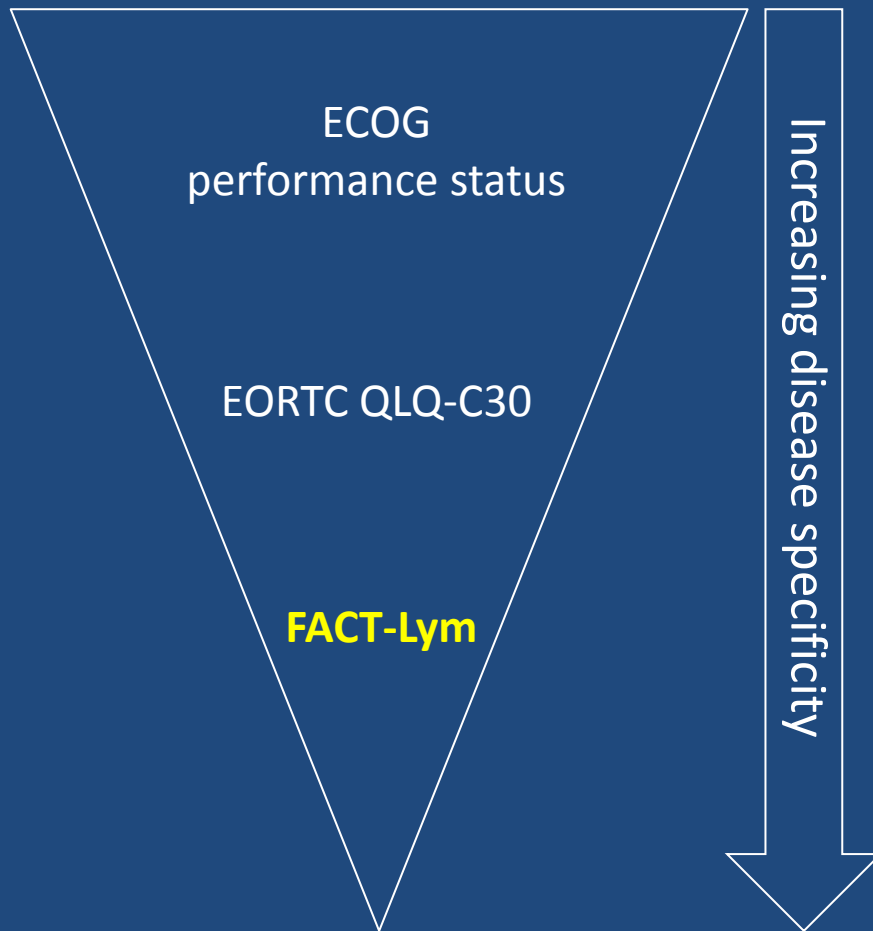 ECOG
performance status
EORTC QLQ-C30
FACT-Lym
Increasing disease specificity